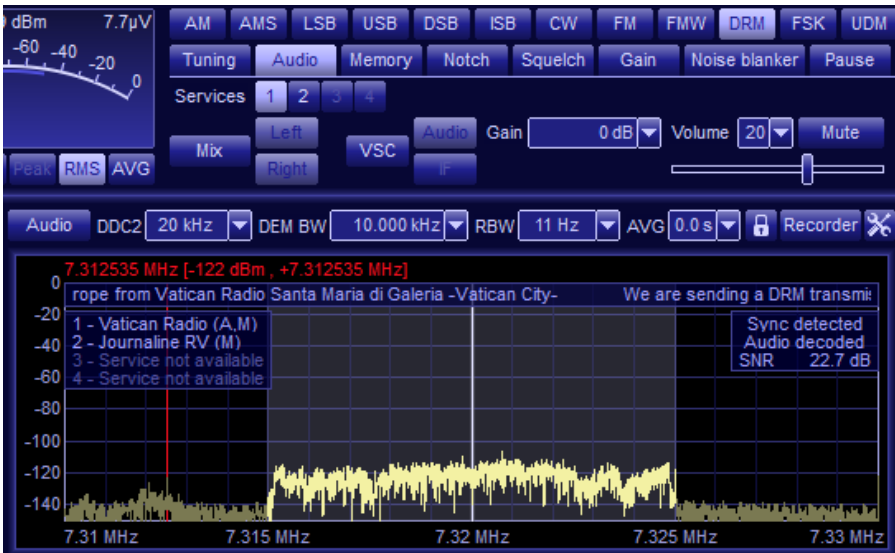 dBm 7.7µV
-60 -40 -20 0
Peak RMS AVG
AM AMS LSB USB DSB ISB CW FM FMW DRM FSK UDM
Tuning Audio Memory Notch Squelch Gain Noise blanker Pause
Services 1 2 3 4
Mix Left Right VSC Audio IF Gain 0 dB Volume 20 Mute
Audio DDC2 20 kHz DEM BW 10.000 kHz RBW 11 Hz AVG 0.0 s Recorder
7.312535 MHz [-122 dBm , +7.312535 MHz]
rope from Vatican Radio Santa Maria di Galeria -Vatican City- We are sending a DRM transmis
1 - Vatican Radio (A,M)
2 - Journaline RV (M)
3 - Service not available
4 - Service not available
Sync detected
Audio decoded
SNR 22.7 dB
0
-20
-40
-60
-80
-100
-120
-140
7.31 MHz 7.315 MHz 7.32 MHz 7.325 MHz 7.33 MHz